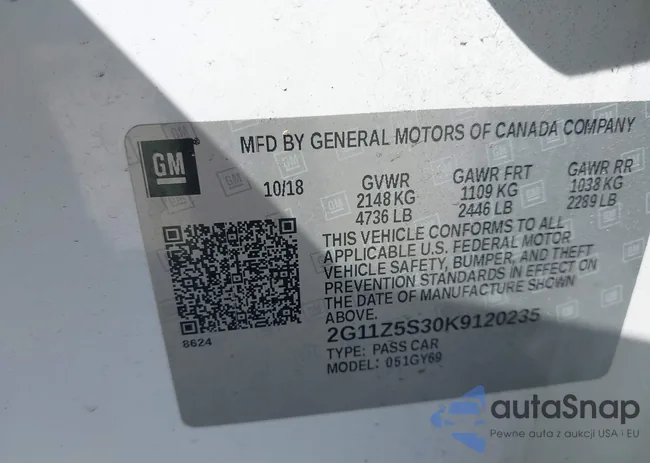 GM
MFD BY GENERAL MOTORS OF CANADA COMPANY
10/18 GVWR GAWR FRT GAWR RR
2148 KG 1109 KG 1038 KG
4736 LB 2446 LB 2289 LB
THIS VEHICLE CONFORMS TO ALL
APPLICABLE U.S. FEDERAL MOTOR
VEHICLE SAFETY, BUMPER, AND THEFT
PREVENTION STANDARDS IN EFFECT ON
THE DATE OF MANUFACTURE SHOWN
ABOVE.
2G11Z5S30K9120235
8624
TYPE: PASS CAR
MODEL: 051GY69
autaSnap
Pewne auta z aukcji USA i EU